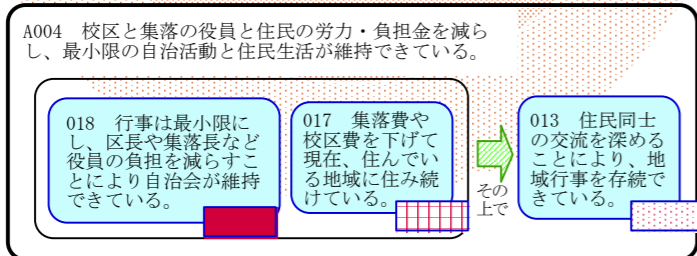 A004　校区と集落の役員と住民の労力・負担金を減ら
し、最小限の自治活動と住民生活が維持できている。
018　行事は最小限に
し、区長や集落長など
役員の負担を減らすこ
とにより自治会が維持
できている。
017　集落費や
校区費を下げて
現在、住んでい
る地域に住み続
けている。
その
上で
013　住民同士
の交流を深める
ことにより、地
域行事を存続で
きている。